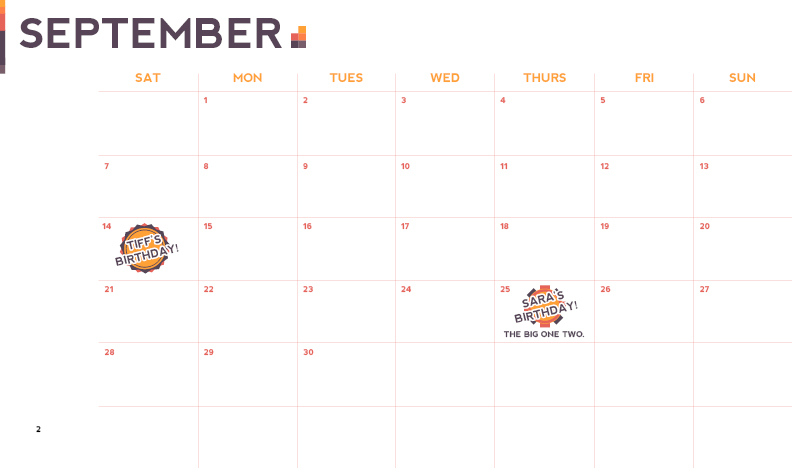 SEPTEMBER
SAT MON TUES WED THURS FRI SUN
1 2 3 4 5 6
7 8 9 10 11 12 13
14 15 16 17 18 19 20
TIFF'S
BIRTHDAY!
21 22 23 24 25 26 27
SARA'S
BIRTHDAY!
THE BIG ONE TWO.
28 29 30
2